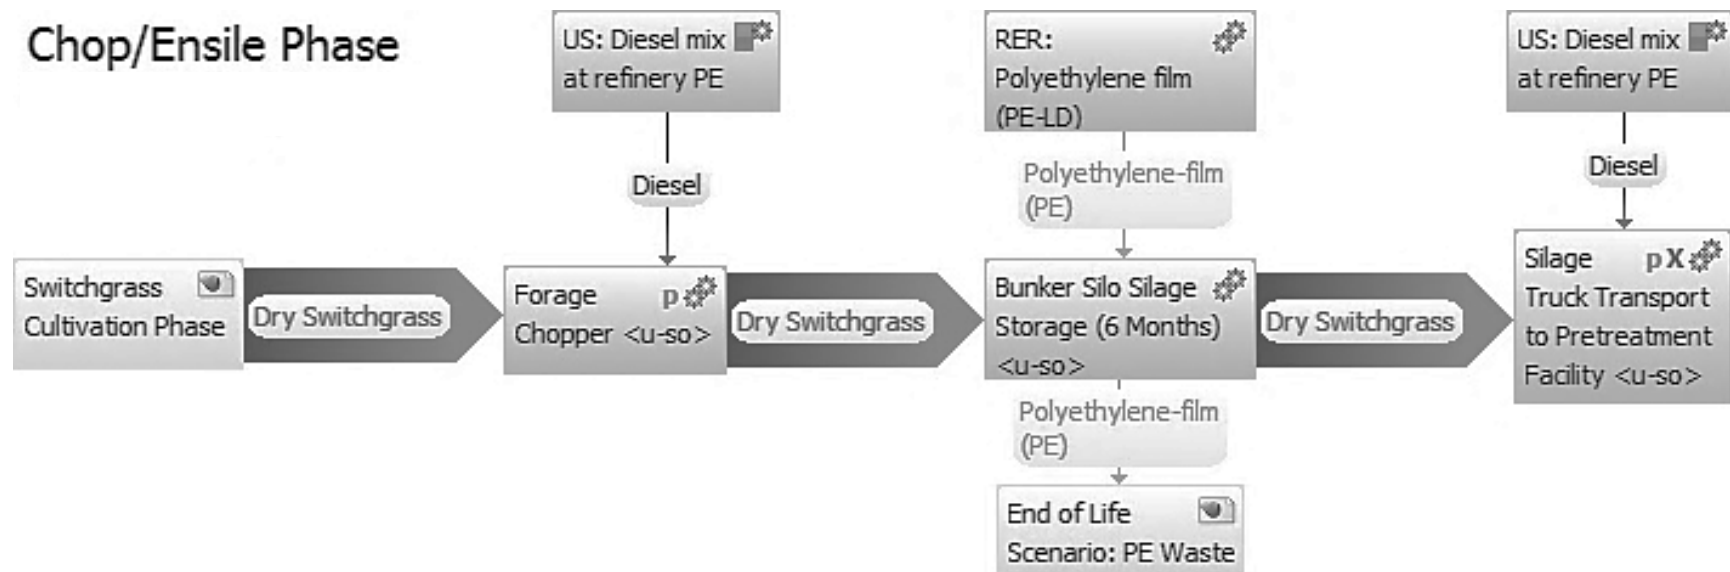 Chop/Ensile Phase
US: Diesel mix
at refinery PE
RER:
Polyethylene film
(PE-LD)
US: Diesel mix
at refinery PE
Diesel
Polyethylene-film
(PE)
Diesel
Switchgrass
Cultivation Phase
Dry Switchgrass
Forage p
Chopper <u-so>
Dry Switchgrass
Bunker Silo Silage
Storage (6 Months)
<u-so>
Dry Switchgrass
Silage pX
Truck Transport
to Pretreatment
Facility <u-so>
Polyethylene-film
(PE)
End of Life
Scenario: PE Waste